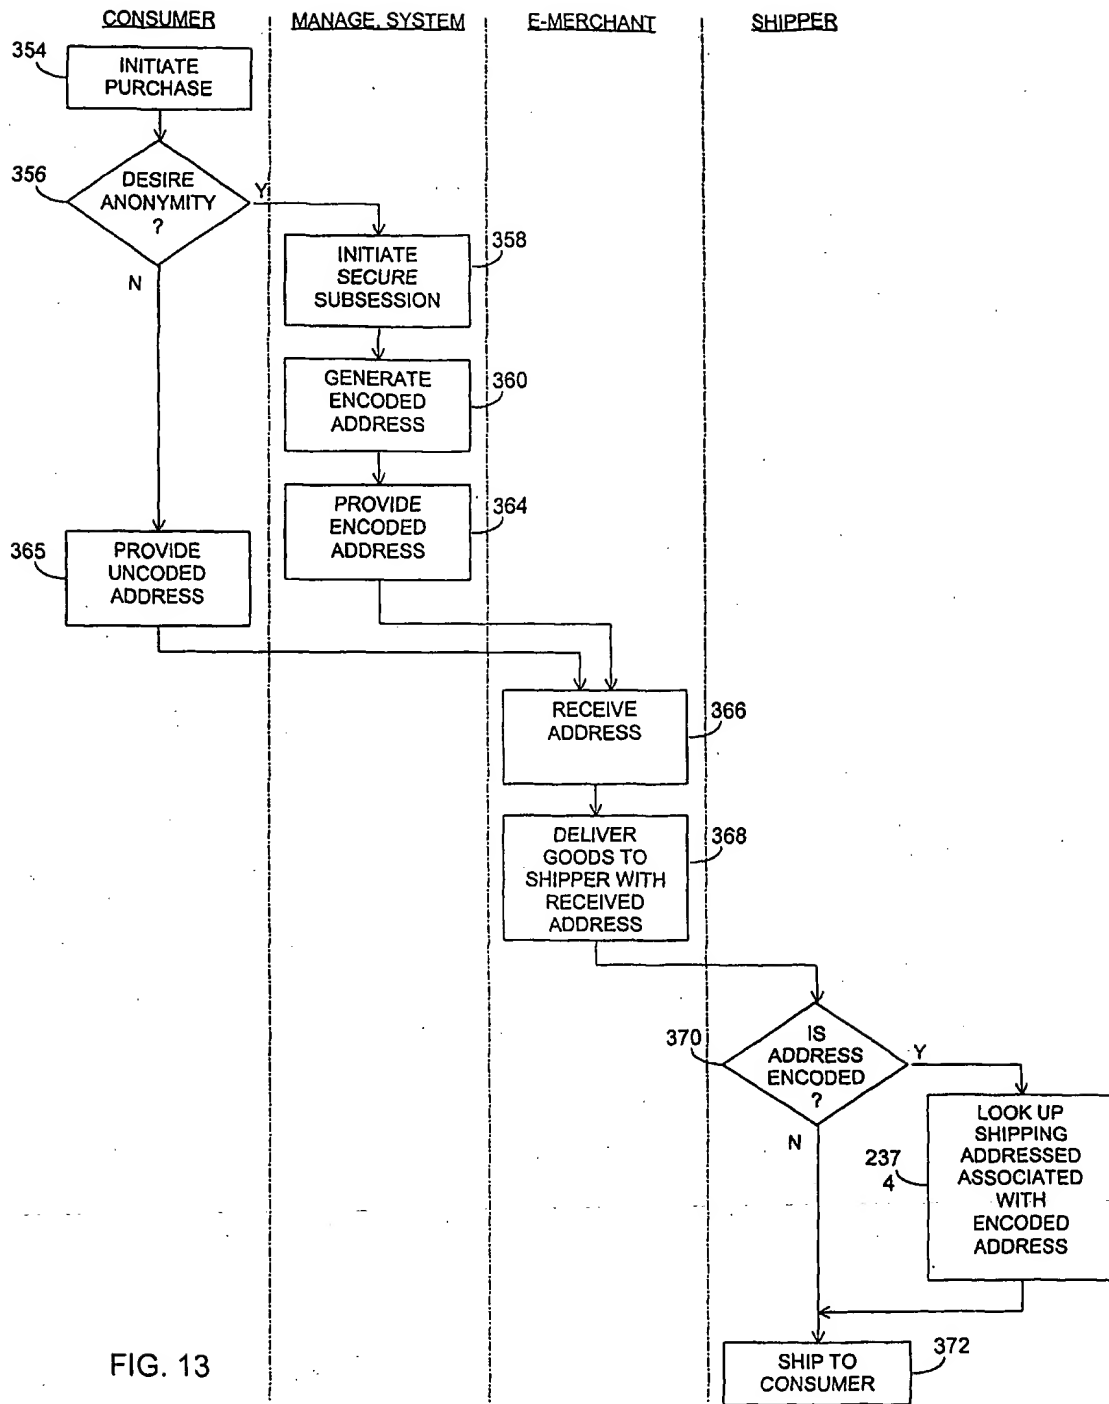 CONSUMER
MANAGE. SYSTEM
E-MERCHANT
SHIPPER
354
INITIATE
PURCHASE
356
DESIRE
ANONYMITY
?
Y
N
358
INITIATE
SECURE
SUBSESSION
360
GENERATE
ENCODED
ADDRESS
364
PROVIDE
ENCODED
ADDRESS
365
PROVIDE
UNCODED
ADDRESS
366
RECEIVE
ADDRESS
368
DELIVER
GOODS TO
SHIPPER WITH
RECEIVED
ADDRESS
370
IS
ADDRESS
ENCODED
?
Y
N
237
4
LOOK UP
SHIPPING
ADDRESSED
ASSOCIATED
WITH
ENCODED
ADDRESS
372
SHIP TO
CONSUMER
FIG. 13